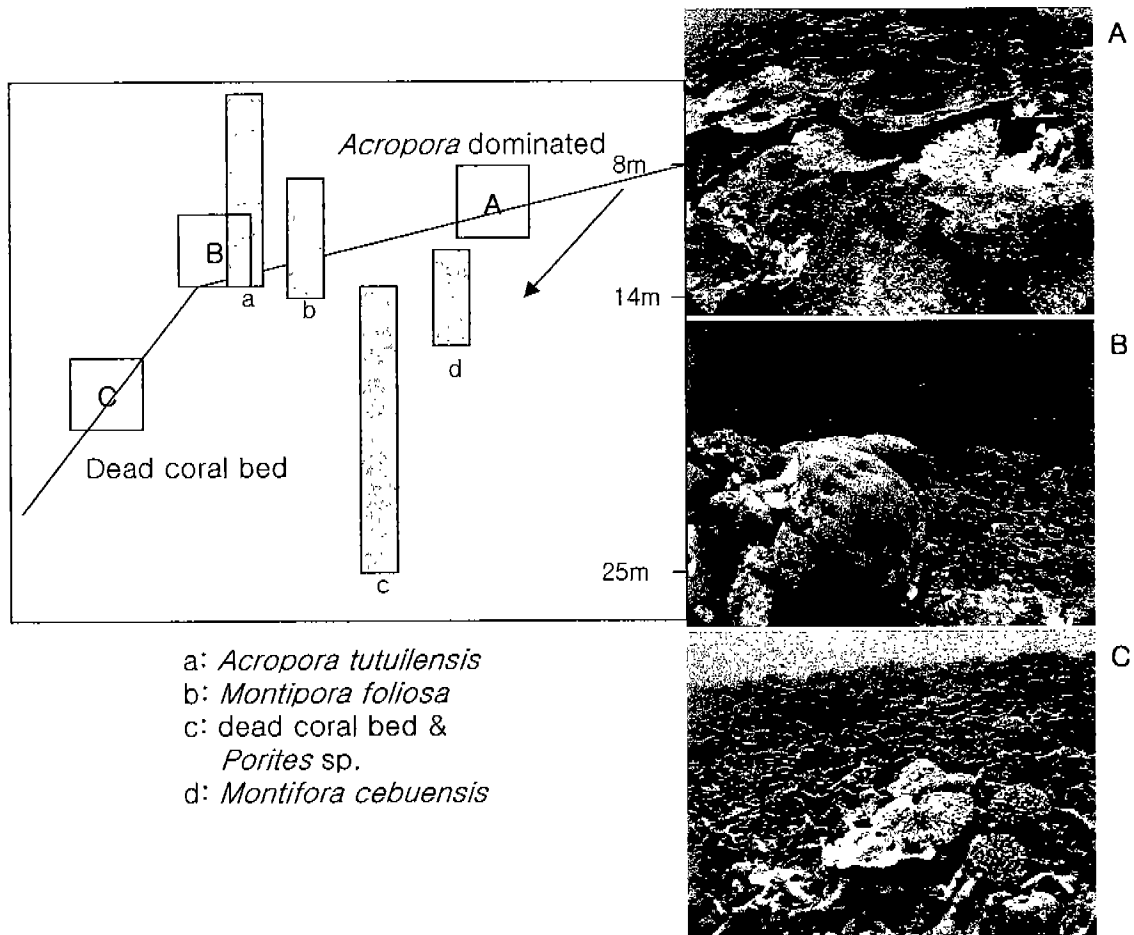 A
Acropora dominated
8m
A
B
a
b
14m
d
B
C
Dead coral bed
25m
c
a: Acropora tutuilensis
b: Montipora foliosa
c: dead coral bed &
Porites sp.
d: Montifora cebuensis
C